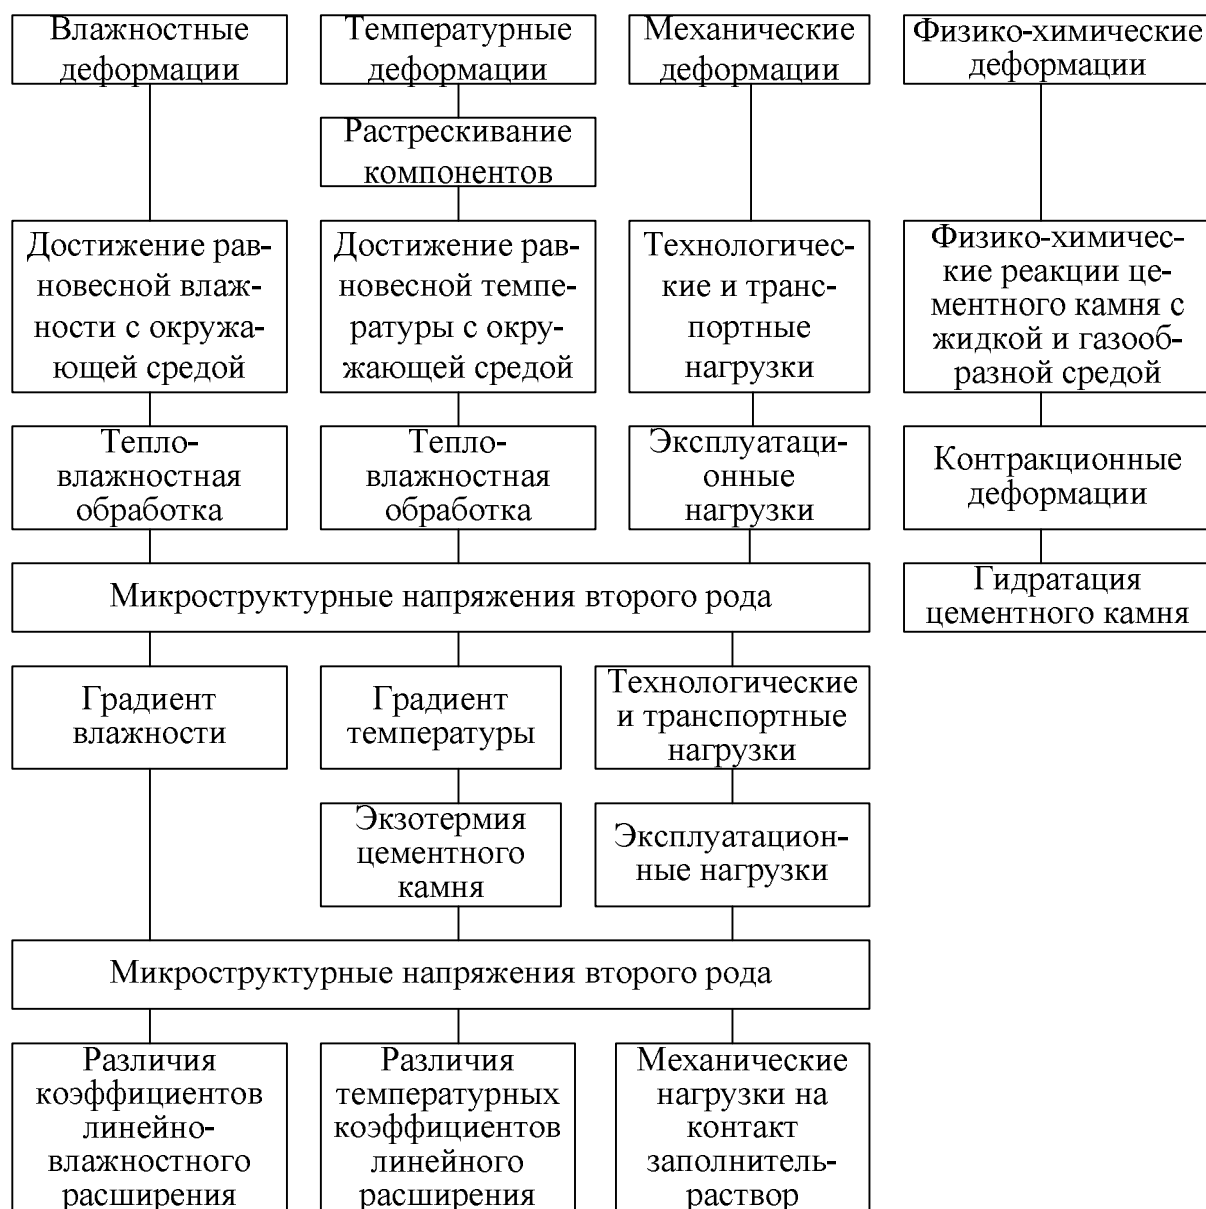 Влажностные
деформации
Температурные
деформации
Механические
деформации
Физико-химические
деформации
Растрескивание
компонентов
Достижение рав-
новесной влаж-
ности с окружа-
ющей средой
Достижение рав-
новесной темпе-
ратуры с окру-
жающей средой
Технологичес-
кие и транс-
портные
нагрузки
Физико-химичес-
кие реакции це-
ментного камня с
жидкой и газооб-
разной средой
Тепло-
влажностная
обработка
Тепло-
влажностная
обработка
Эксплуатаци-
онные
нагрузки
Контракционные
деформации
Микроструктурные напряжения второго рода
Гидратация
цементного камня
Градиент
влажности
Градиент
температуры
Технологические
и транспортные
нагрузки
Экзотермия
цементного
камня
Эксплуатацион-
ные нагрузки
Микроструктурные напряжения второго рода
Различия
коэффициентов
линейно-
влажностного
расширения
Различия
температурных
коэффициентов
линейного
расширения
Механические
нагрузки на
контакт
заполнитель-
раствор